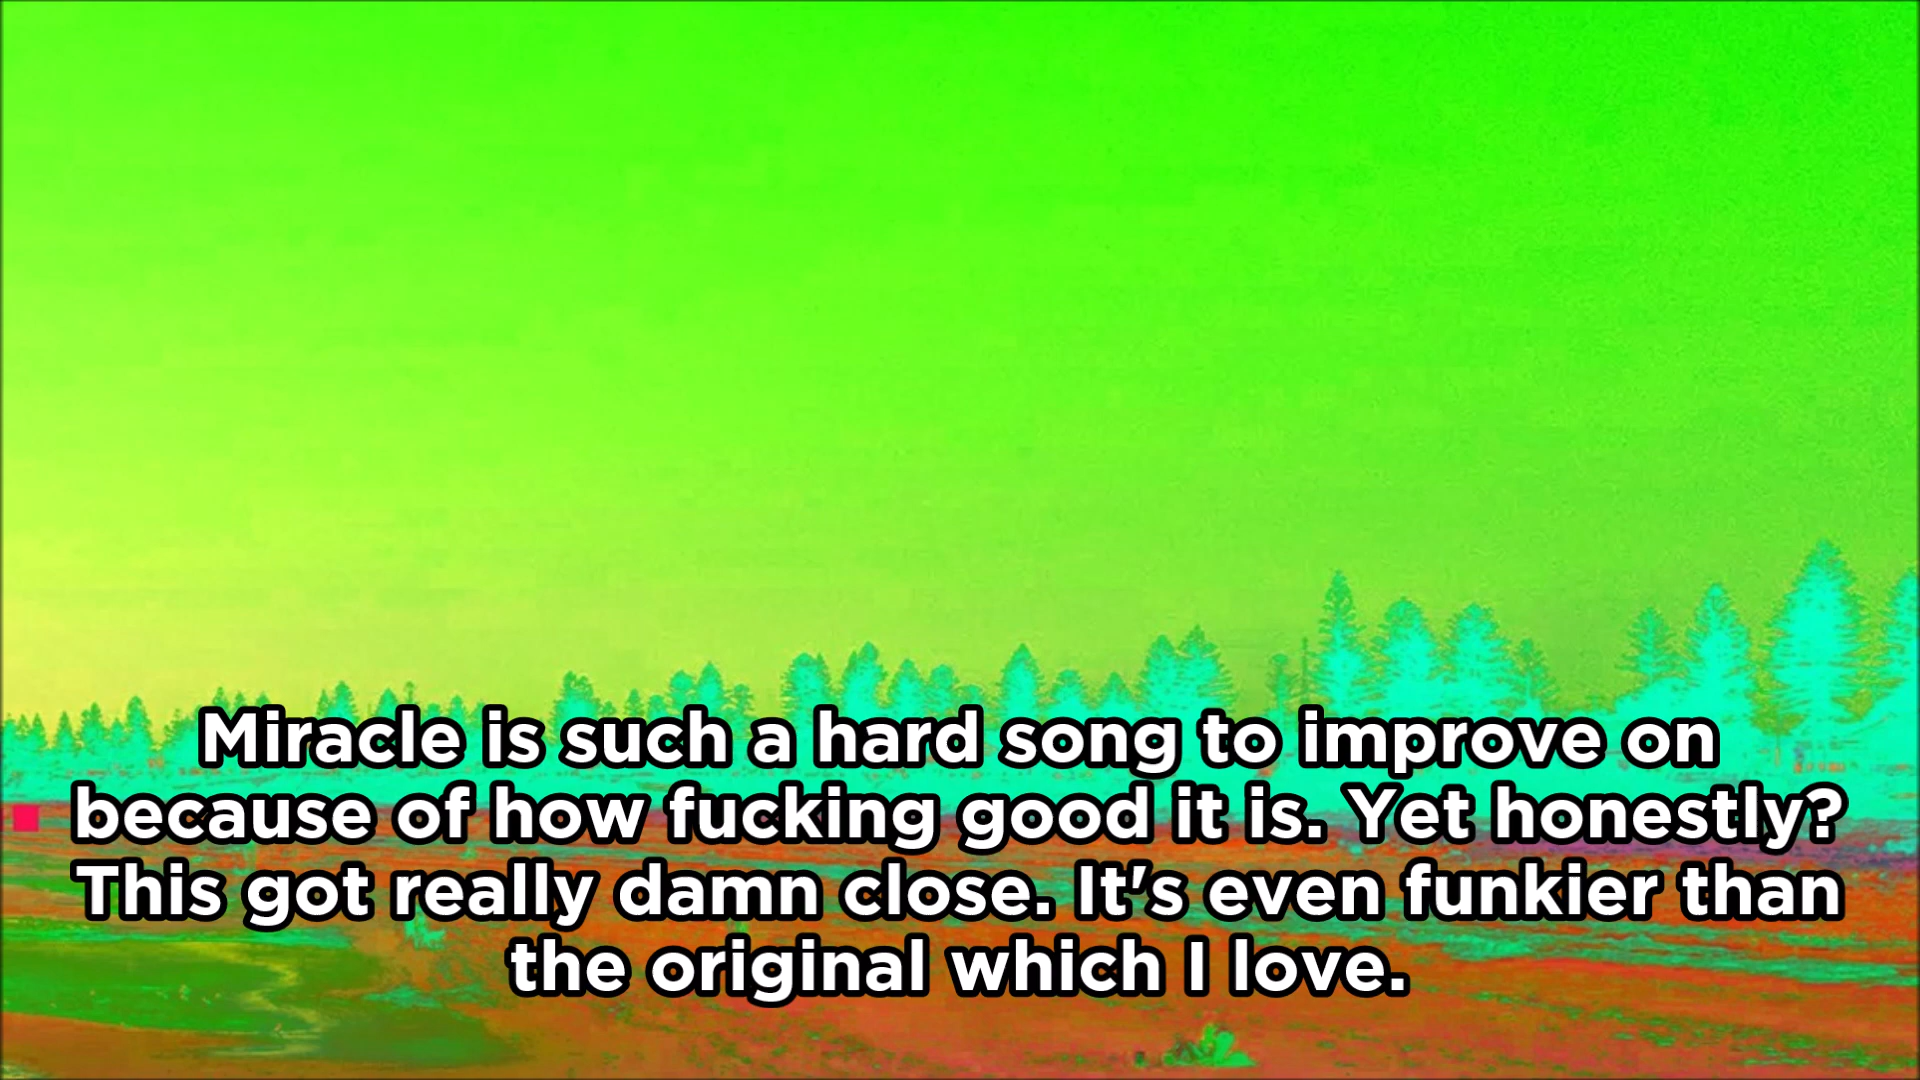 Miracle is such a hard song to improve on
because of how fucking good it is. Yet honestly?
This got really damn close. It's even funkier than
the original which I love.